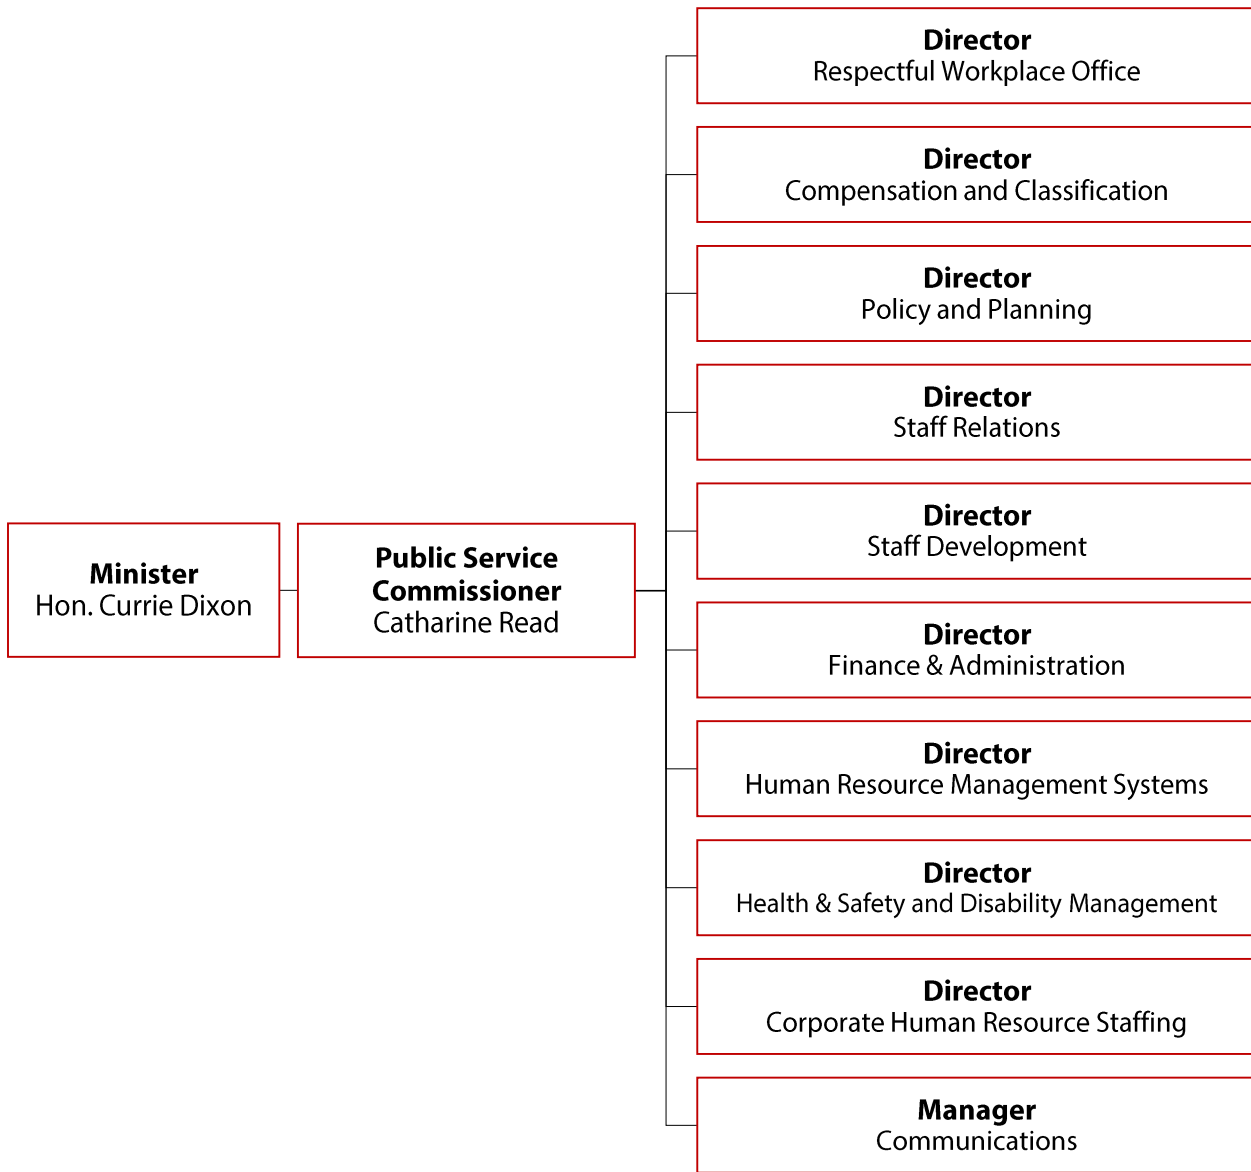 Director
Respectful Workplace Office
Director
Compensation and Classification
Director
Policy and Planning
Director
Staff Relations
Director
Staff Development
Minister
Hon. Currie Dixon
Public Service
Commissioner
Catharine Read
Director
Finance & Administration
Director
Human Resource Management Systems
Director
Health & Safety and Disability Management
Director
Corporate Human Resource Staffing
Manager
Communications